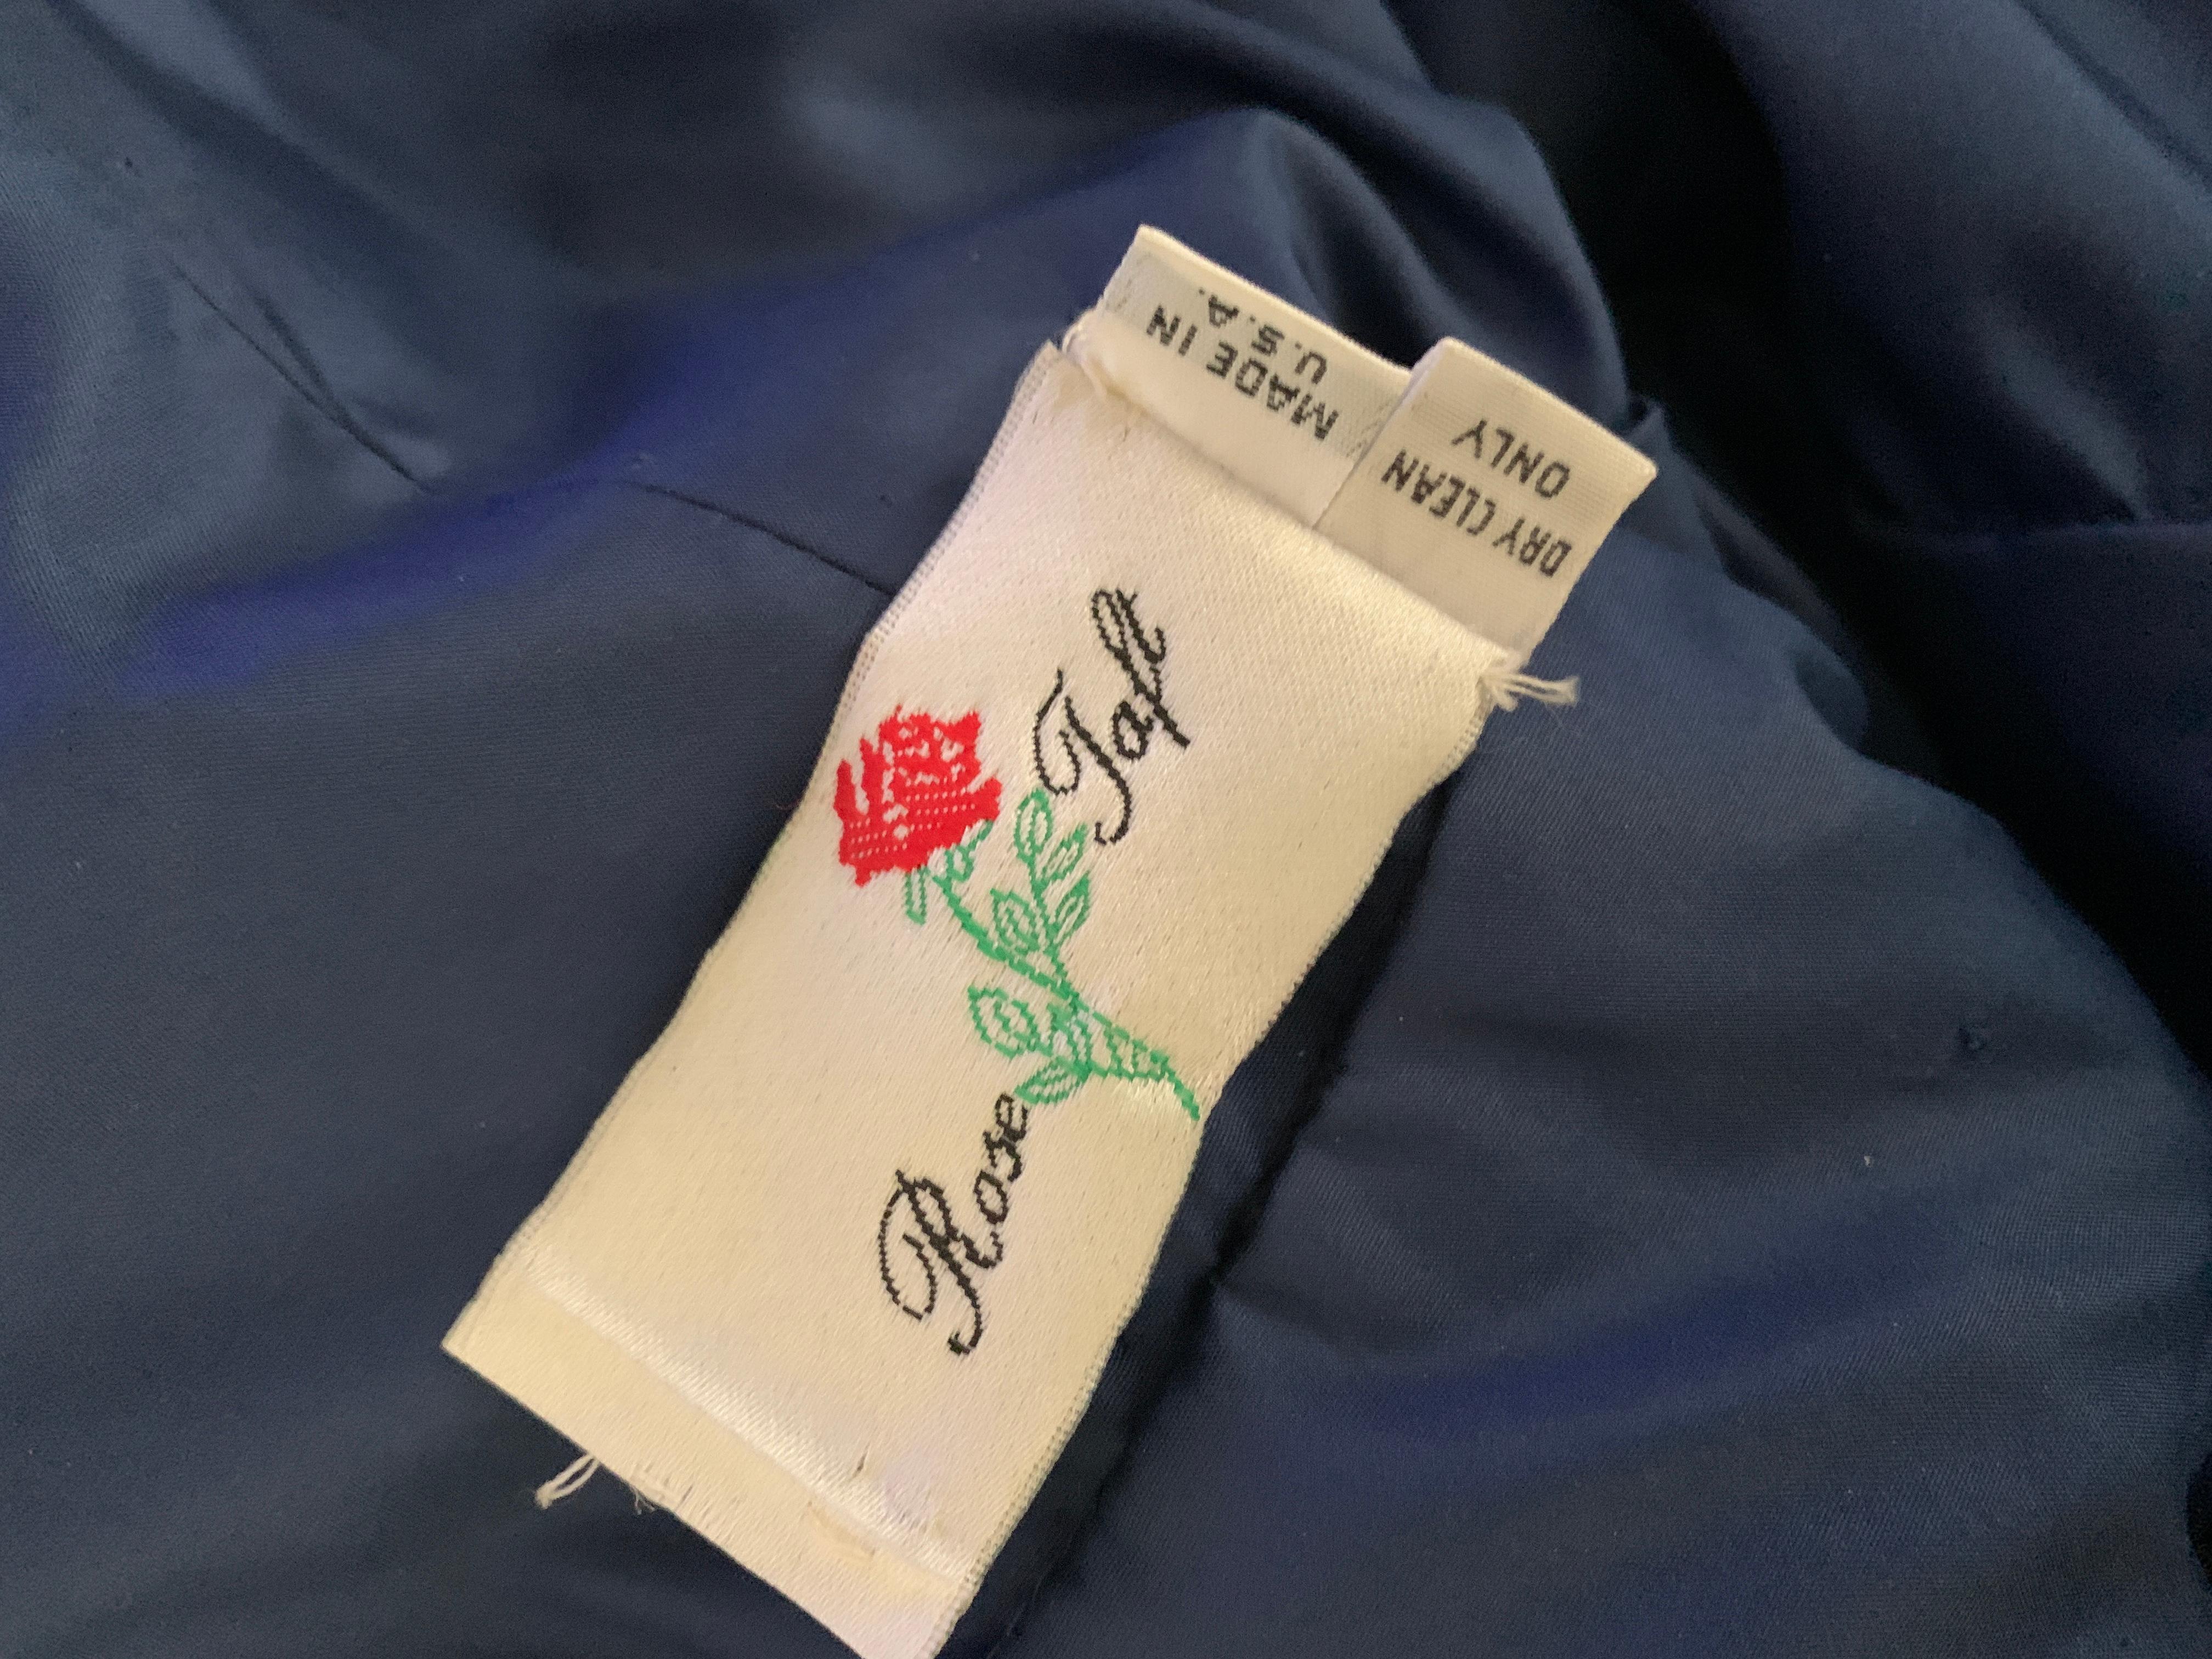 Rose Taft
MADE IN
U.S.A.
DRY CLEAN
ONLY